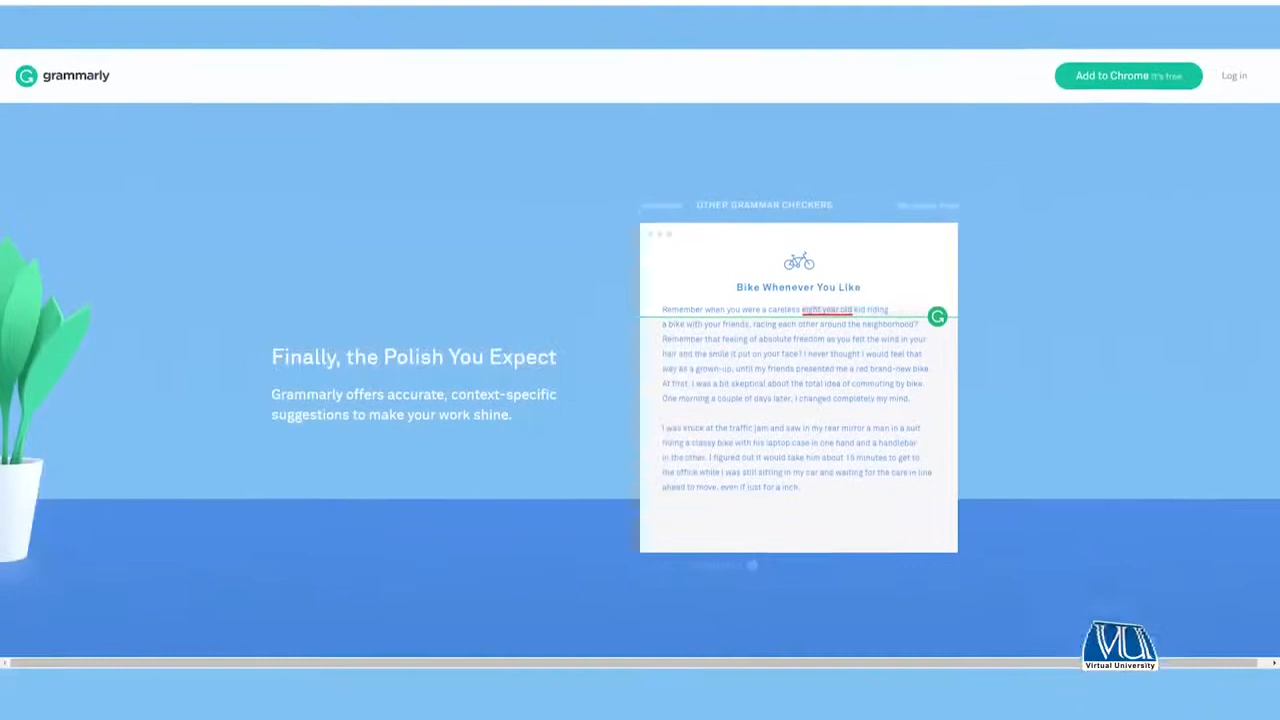 grammarly
Add to Chrome It's free
Log in
OTHER GRAMMAR CHECKERS
Bike Whenever You Like
Remember when you were a careless eight year old kid riding
a bike with your friends, racing each other around the neighborhood?
Remember that feeling of absolute freedom as you felt the wind in your
hair and the smile it put on your face? I never thought I would feel that
way as a grown-up, until my friends presented me a red brand-new bike
At first, I was a bit skeptical about the total idea of commuting by bike.
One morning a couple of days later, I changed completely my mind.
I was stuck at the traffic jam and saw in my rear mirror a man in a suit
riding a classy bike with his laptop case in one hand and a handlebar
in the other. I figured out it would take him about 15 minutes to get to
the office while I was still sitting in my car and waiting for the cars in line
ahead to move, even if just for a inch.
Finally, the Polish You Expect
Grammarly offers accurate, context-specific
suggestions to make your work shine.
VU
Virtual University